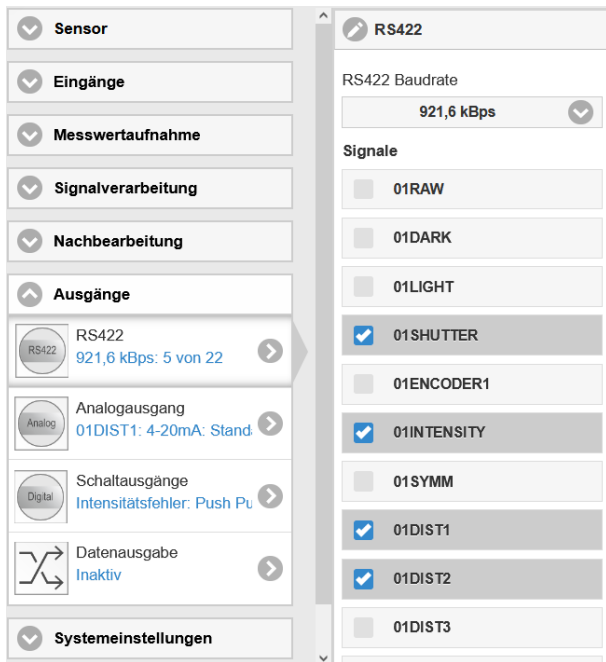 Sensor
Eingänge
Messwertaufnahme
Signalverarbeitung
Nachbearbeitung
Ausgänge
RS422
RS422
921,6 kBps: 5 von 22
Analog
Analogausgang
01DIST1: 4-20mA: Standa
Digital
Schaltausgänge
Intensitätsfehler: Push Pu
Datenausgabe
Inaktiv
Systemeinstellungen
RS422
RS422 Baudrate
921,6 kBps
Signale
01RAW
01DARK
01LIGHT
01SHUTTER
01ENCODER1
01INTENSITY
01SYMM
01DIST1
01DIST2
01DIST3